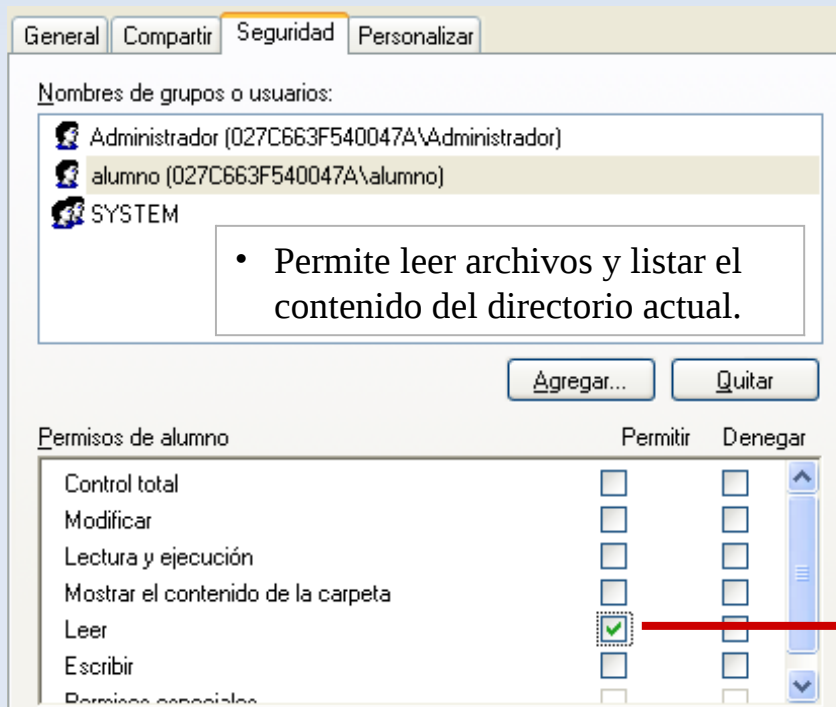 General Compartir Seguridad Personalizar
Nombres de grupos o usuarios:
Administrador (027C663F540047A\Administrador)
alumno (027C663F540047A\alumno)
SYSTEM
• Permite leer archivos y listar el
contenido del directorio actual.
Agregar... Quitar
Permisos de alumno Permitir Denegar
Control total
Modificar
Lectura y ejecución
Mostrar el contenido de la carpeta
Leer
Escribir
Permisos especiales